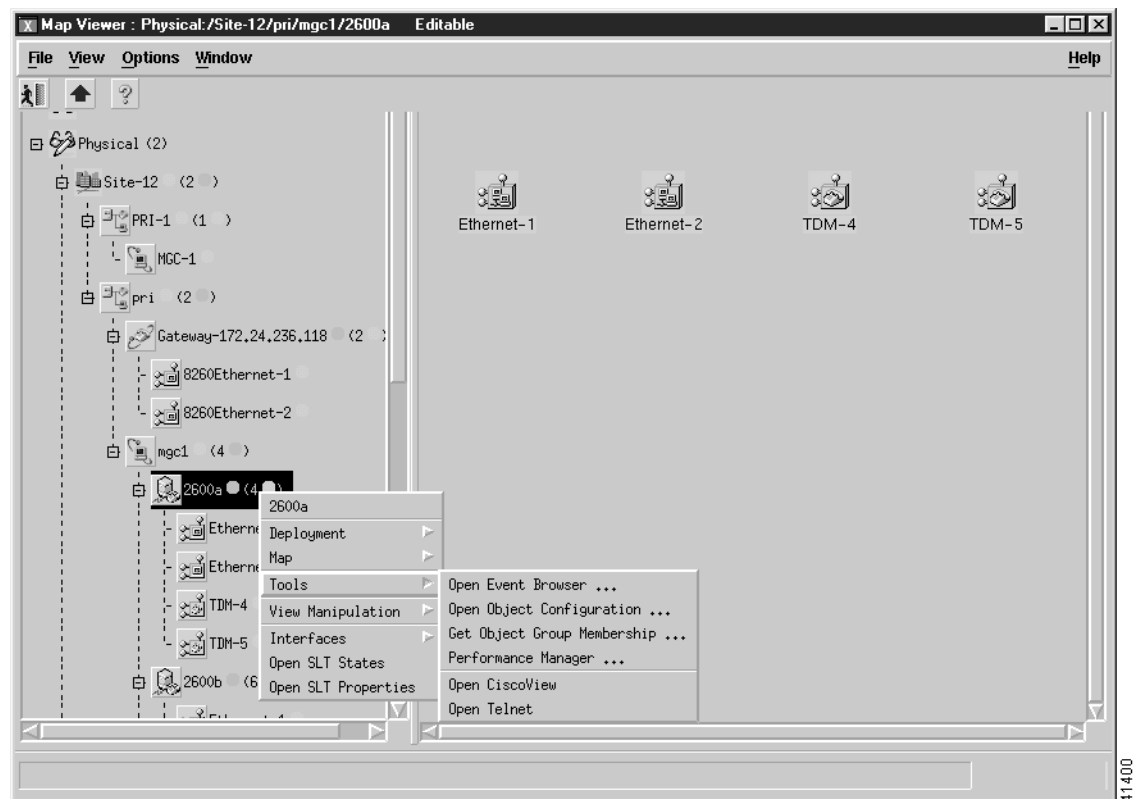 X Map Viewer : Physical:/Site-12/pri/mgc1/2600a Editable
File View Options Window Help
?
Physical (2)
Site-12 (2 )
PRI-1 (1 )
MGC-1
pri (2 )
Gateway-172.24.236.118 (2 )
8260Ethernet-1
8260Ethernet-2
mgc1 (4 )
2600a (4 )
Etherne
Etherne
TDM-4
TDM-5
2600b (6
Ethernet-1
Ethernet-2
TDM-4
TDM-5
2600a
Deployment
Map
Tools
View Manipulation
Interfaces
Open SLT States
Open SLT Properties
Open Event Browser ...
Open Object Configuration ...
Get Object Group Membership ...
Performance Manager ...
Open CiscoView
Open Telnet
41400